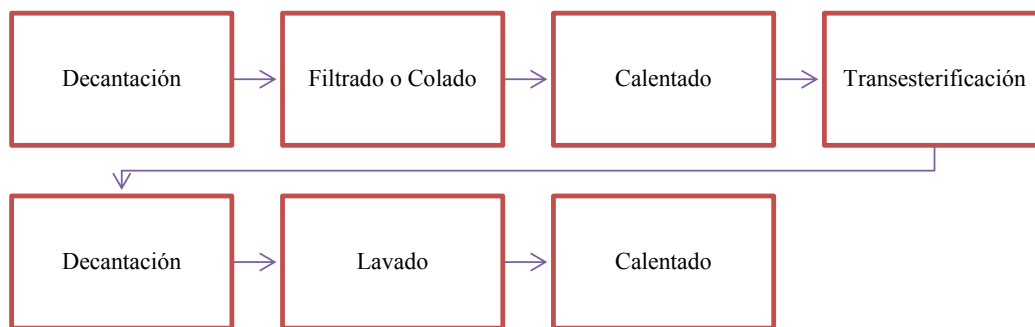 Decantación
Filtrado o Colado
Calentado
Transesterificación
Decantación
Lavado
Calentado